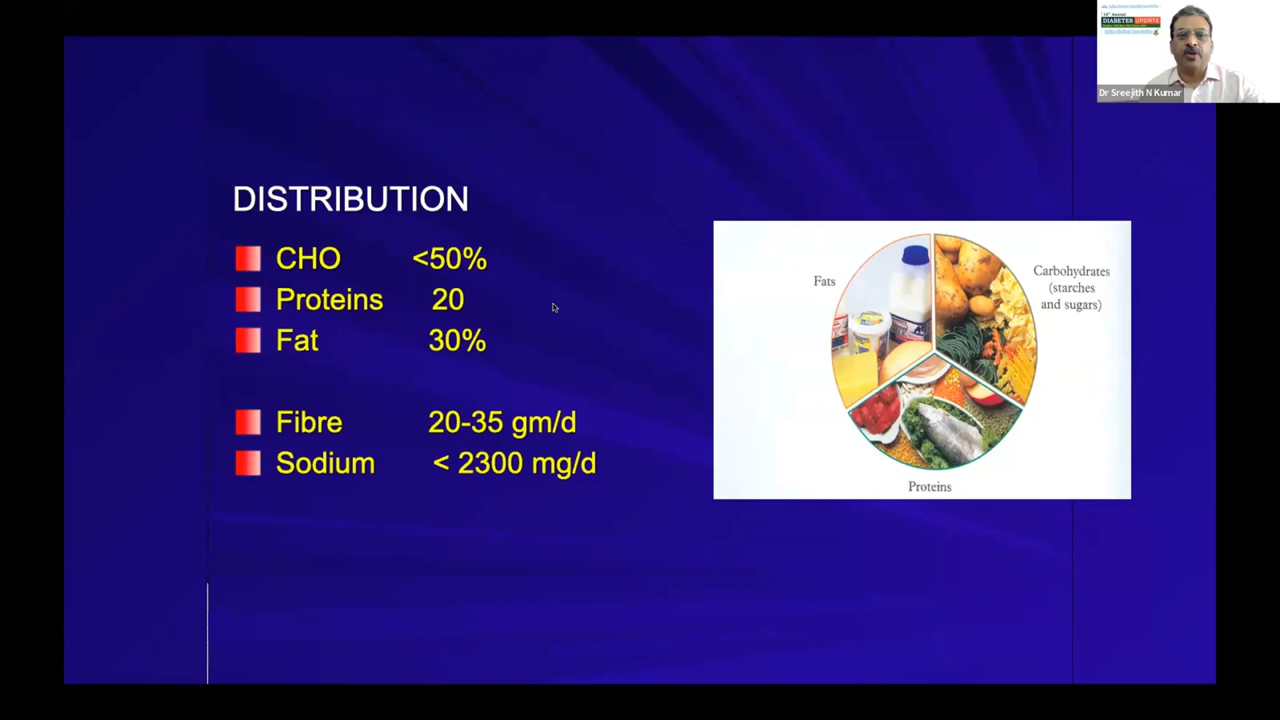 DIABETES UPDATE
Dr Sreejith N Kumar
DISTRIBUTION
CHO <50%
Proteins 20
Fat 30%
Fibre 20-35 gm/d
Sodium < 2300 mg/d
Fats
Carbohydrates
(starches
and sugars)
Proteins